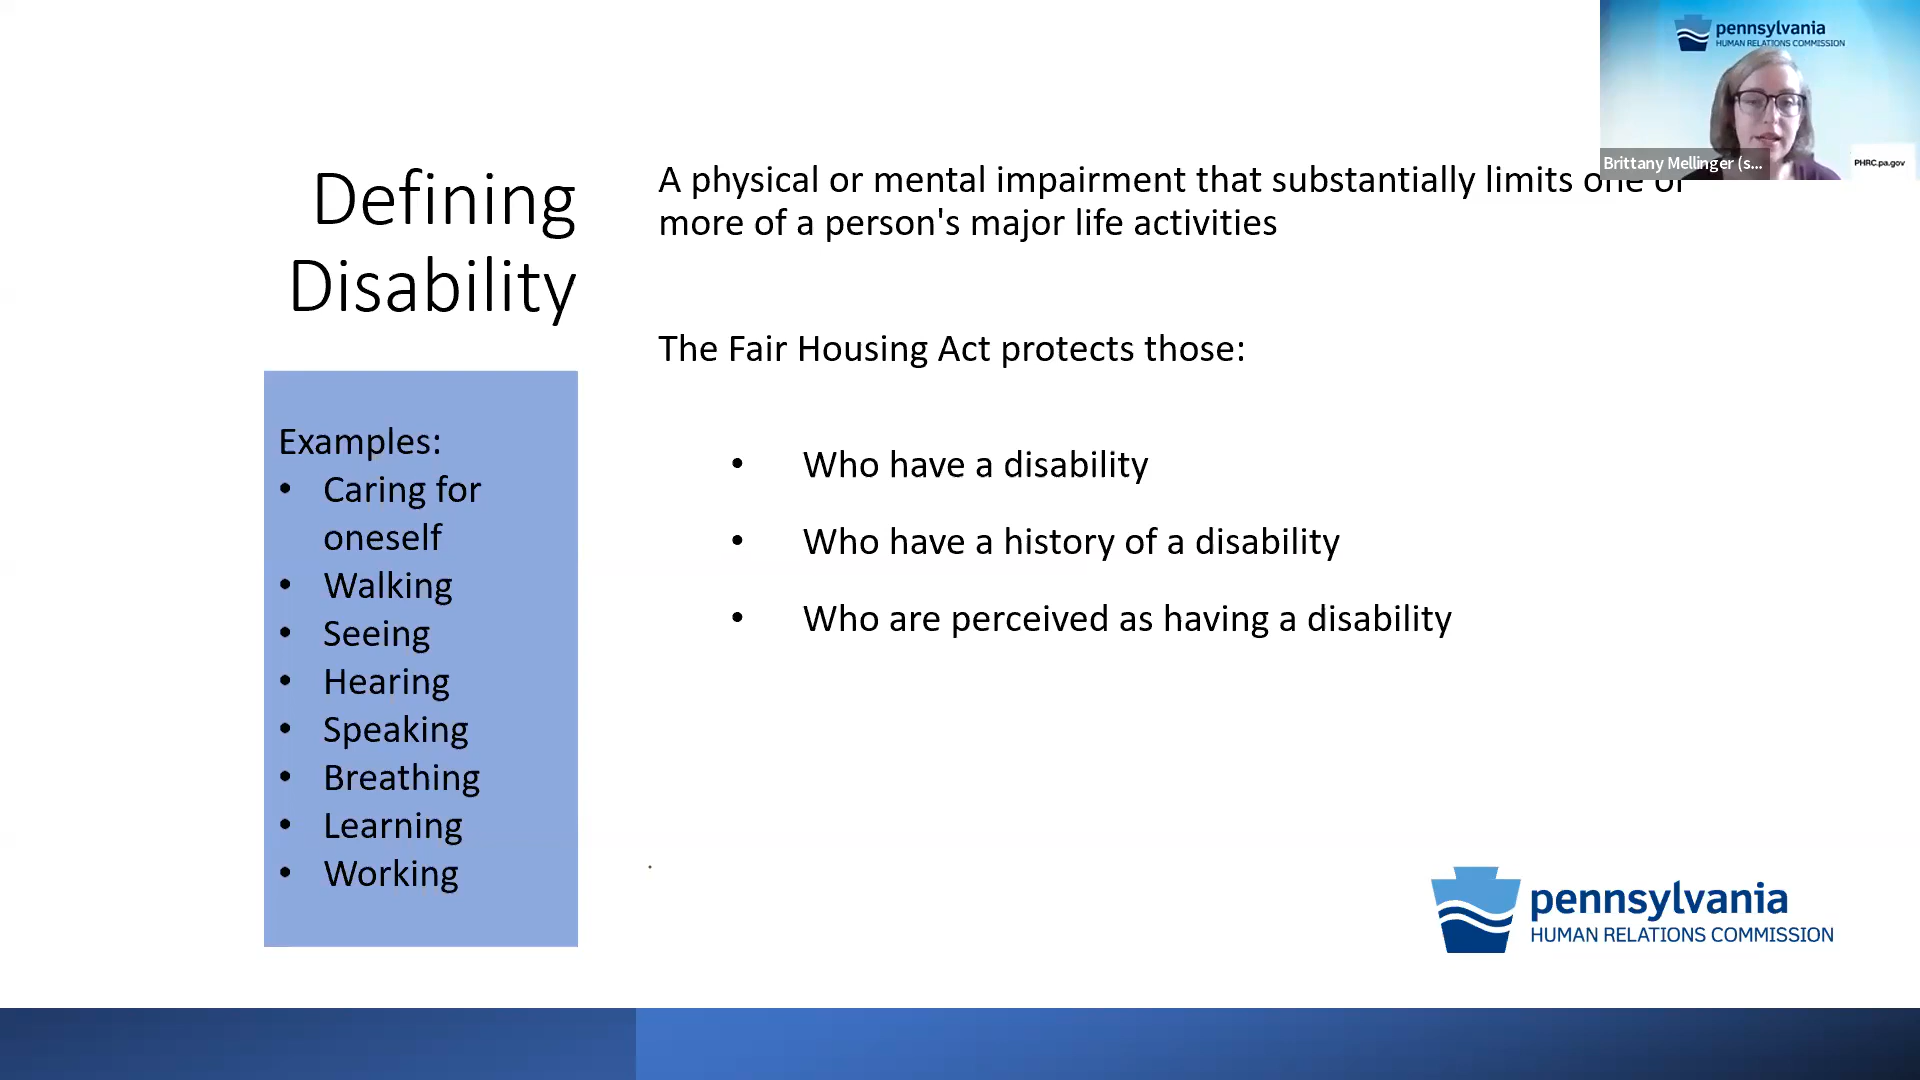 pennsylvania
HUMAN RELATIONS COMMISSION
Brittany Mellinger (s...
PHRC.pa.gov
Defining
Disability
A physical or mental impairment that substantially limits one or
more of a person's major life activities
The Fair Housing Act protects those:
• Who have a disability
• Who have a history of a disability
• Who are perceived as having a disability
Examples:
• Caring for
oneself
• Walking
• Seeing
• Hearing
• Speaking
• Breathing
• Learning
• Working
pennsylvania
HUMAN RELATIONS COMMISSION